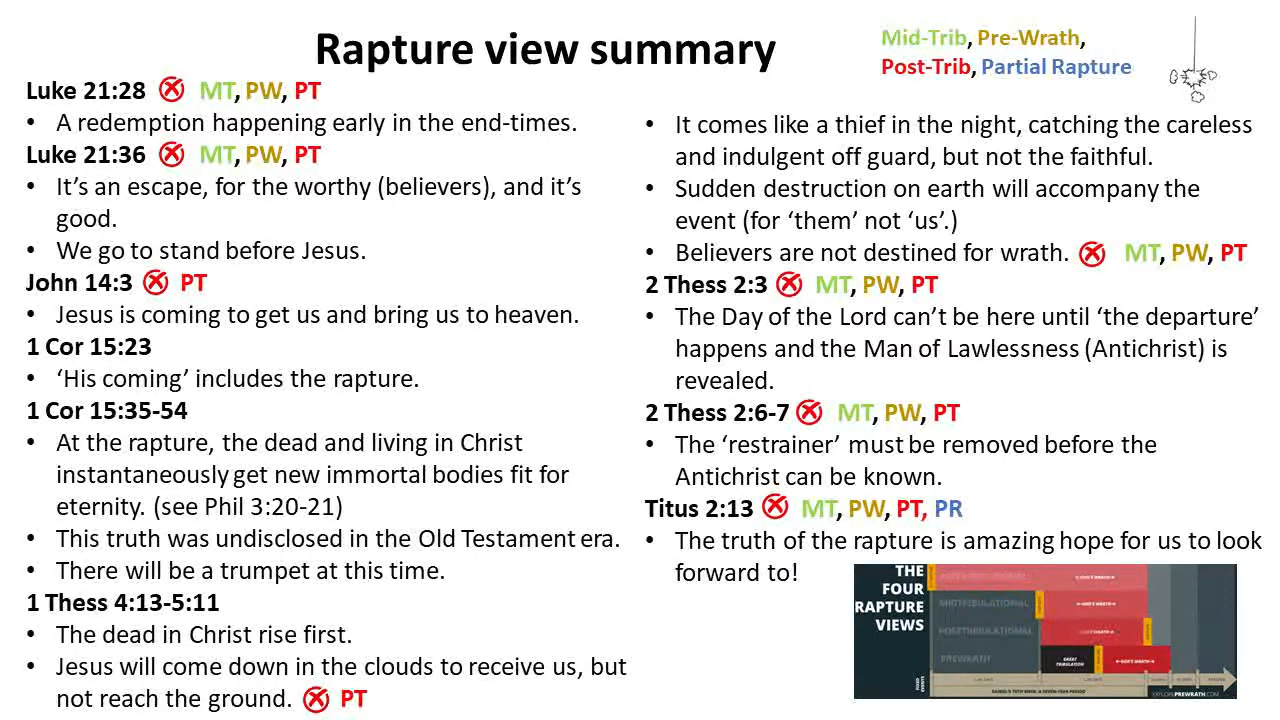 Rapture view summary
Mid-Trib, Pre-Wrath,
Post-Trib, Partial Rapture
Luke 21:28 MT, PW, PT
• A redemption happening early in the end-times.
Luke 21:36 MT, PW, PT
• It’s an escape, for the worthy (believers), and it’s
good.
• We go to stand before Jesus.
John 14:3 PT
• Jesus is coming to get us and bring us to heaven.
1 Cor 15:23
• ‘His coming’ includes the rapture.
1 Cor 15:35-54
• At the rapture, the dead and living in Christ
instantaneously get new immortal bodies fit for
eternity. (see Phil 3:20-21)
• This truth was undisclosed in the Old Testament era.
• There will be a trumpet at this time.
1 Thess 4:13-5:11
• The dead in Christ rise first.
• Jesus will come down in the clouds to receive us, but
not reach the ground. PT
• It comes like a thief in the night, catching the careless
and indulgent off guard, but not the faithful.
• Sudden destruction on earth will accompany the
event (for ‘them’ not ‘us’.)
• Believers are not destined for wrath. MT, PW, PT
2 Thess 2:3 MT, PW, PT
• The Day of the Lord can’t be here until ‘the departure’
happens and the Man of Lawlessness (Antichrist) is
revealed.
2 Thess 2:6-7 MT, PW, PT
• The ‘restrainer’ must be removed before the
Antichrist can be known.
Titus 2:13 MT, PW, PT, PR
• The truth of the rapture is amazing hope for us to look
forward to!
THE
FOUR
RAPTURE
VIEWS
MIDTRIBULATIONAL
POSTTRIBULATIONAL
PREWRATH
GREAT
TRIBULATION
GOD'S WRATH